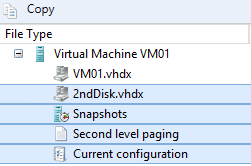 Copy
File Type
Virtual Machine VM01
VM01.vhdx
2ndDisk.vhdx
Snapshots
Second level paging
Current configuration